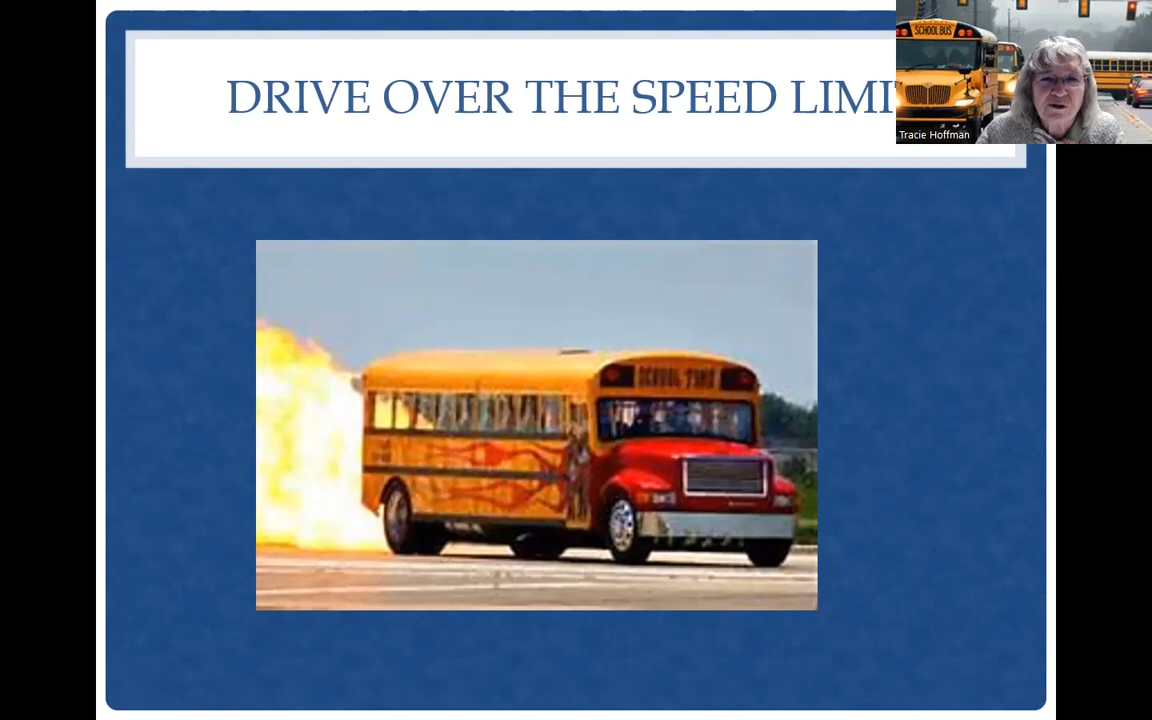 DRIVE OVER THE SPEED LIMI
SCHOOL BUS
Tracie Hoffman
SCHOOL TIME